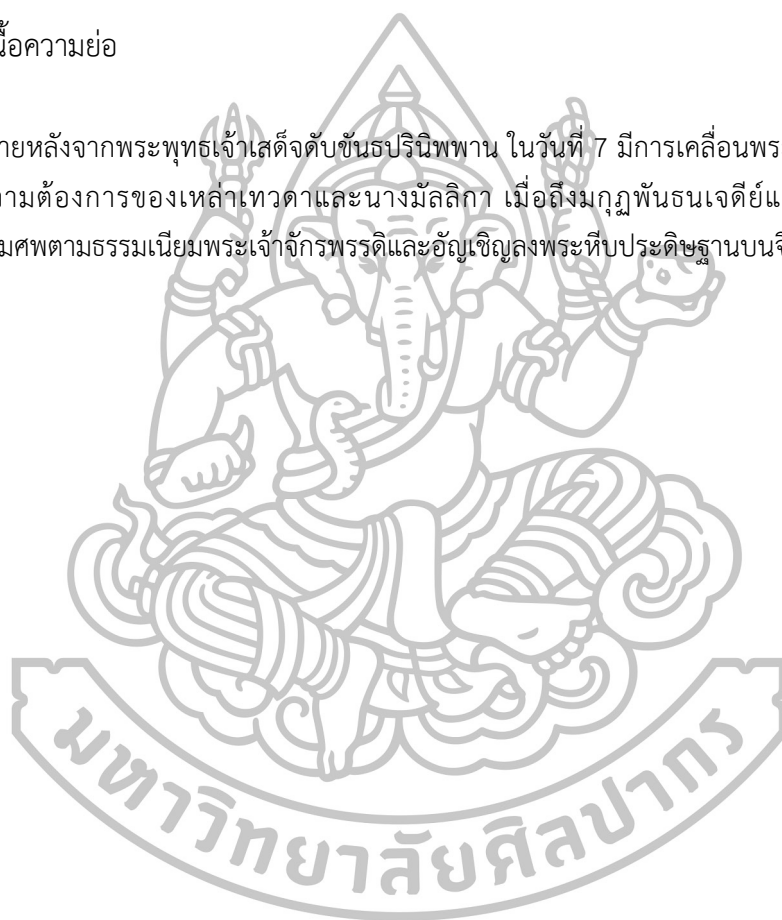 นื้อความย่อ
ายหลังจากพระพุทธเจ้าเสด็จดับขันธปรินิพพาน ในวันที่ 7 มีการเคลื่อนพระ
วามต้องการของเหล่าเทวดาและนางมัลลิกา เมื่อถึงมกุฏพันธนเจดีย์แ
มศพตามธรรมเนียมพระเจ้าจักรพรรดิและอัญเชิญลงพระหีบประดิษฐานบนจิ
มหาวิทยาลัยศิลปากร